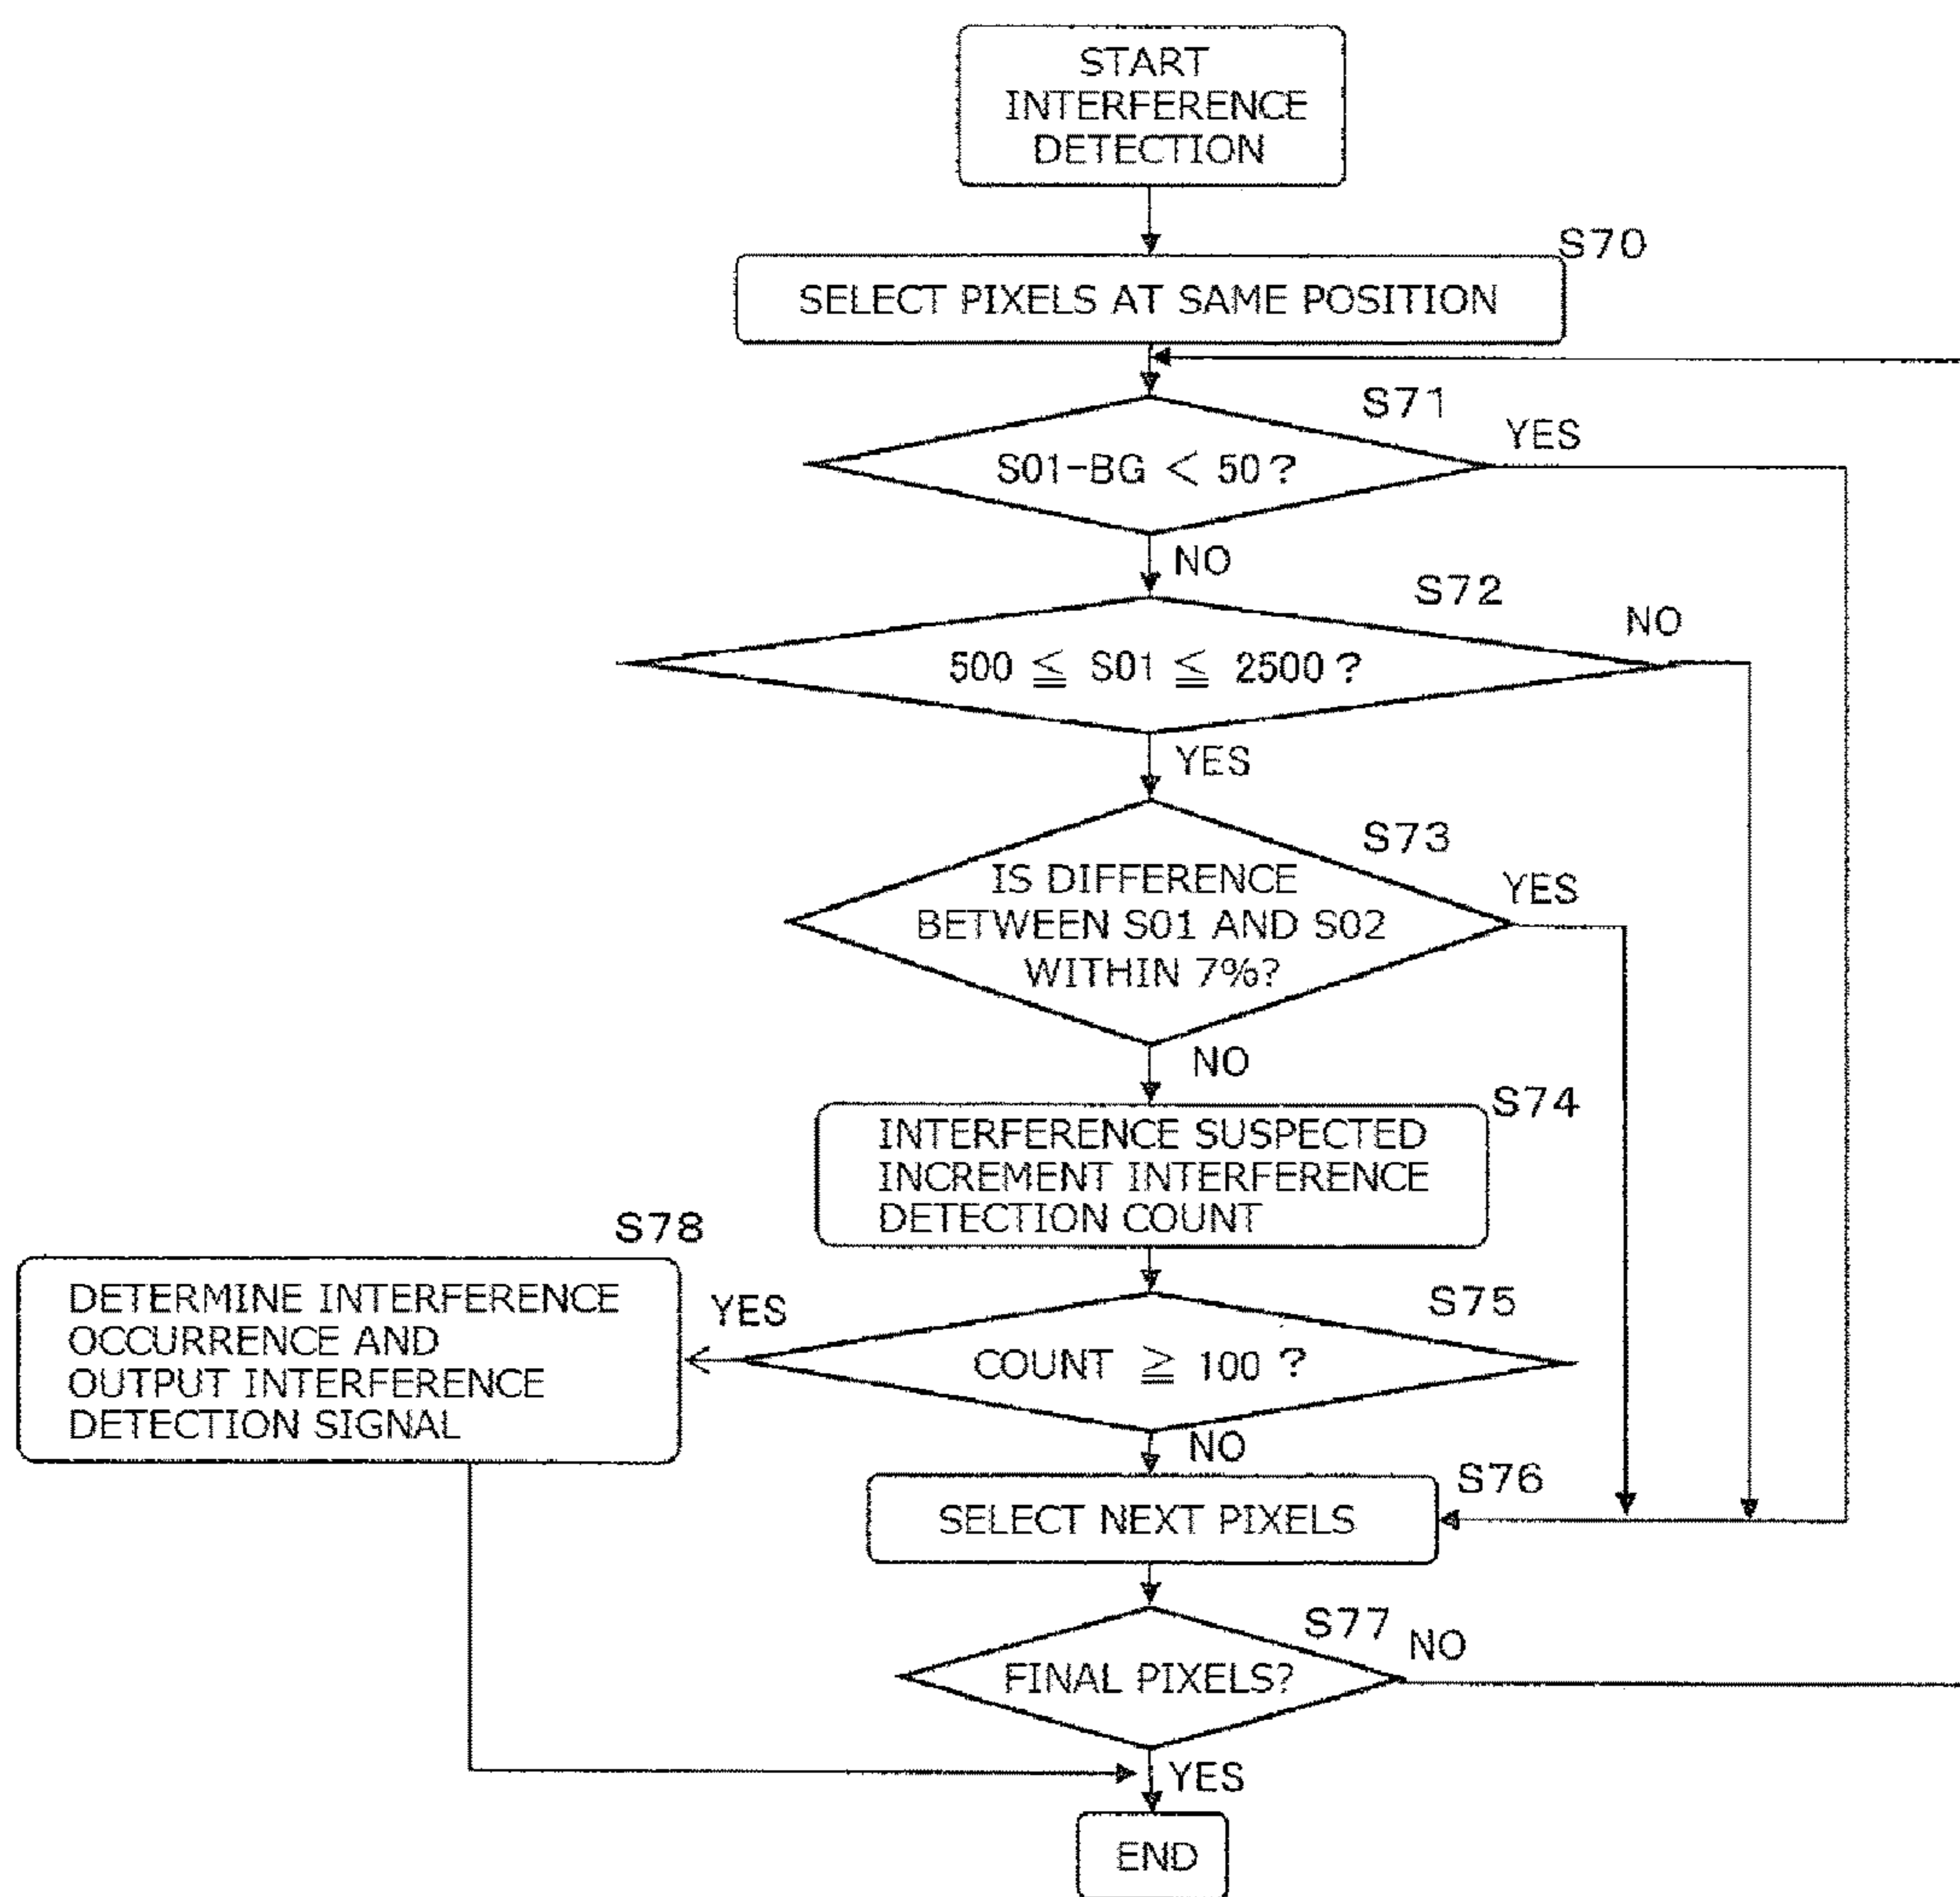 START
INTERFERENCE
DETECTION
S70
SELECT PIXELS AT SAME POSITION
S71
S01-BG < 50?
YES
NO
S72
500 ≦ S01 ≦ 2500?
NO
YES
S73
IS DIFFERENCE
BETWEEN S01 AND S02
WITHIN 7%?
YES
NO
S74
INTERFERENCE SUSPECTED
INCREMENT INTERFERENCE
DETECTION COUNT
S75
COUNT ≧ 100 ?
YES
NO
S78
DETERMINE INTERFERENCE
OCCURRENCE AND
OUTPUT INTERFERENCE
DETECTION SIGNAL
S76
SELECT NEXT PIXELS
S77
FINAL PIXELS?
NO
YES
END